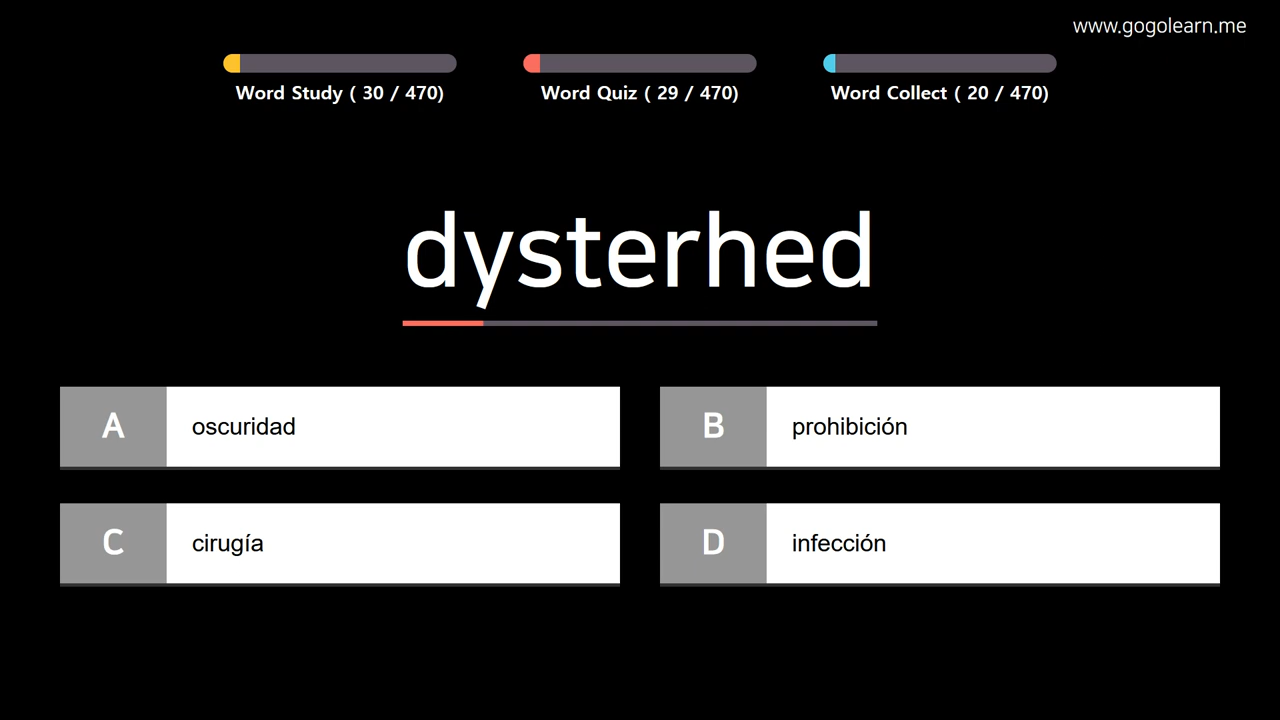 www.gogolearn.me
Word Study ( 30 / 470)
Word Quiz ( 29 / 470)
Word Collect ( 20 / 470)
dysterhed
A
oscuridad
B
prohibición
C
cirugía
D
infección